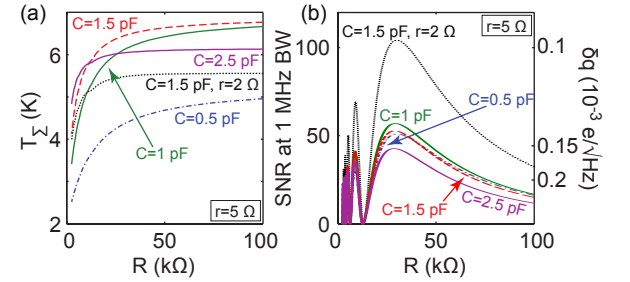 (a)
C=1.5 pF
C=2.5 pF
C=1.5 pF, r=2 Ω
C=0.5 pF
C=1 pF
r=5 Ω
6
4
2
T_Σ (K)
0
50
100
R (kΩ)
(b)
C=1.5 pF, r=2 Ω
r=5 Ω
C=1 pF
C=0.5 pF
C=1.5 pF
C=2.5 pF
100
50
0
SNR at 1 MHz BW
0
50
100
R (kΩ)
0.1
0.15
0.2
δq (10⁻³ e/√Hz)